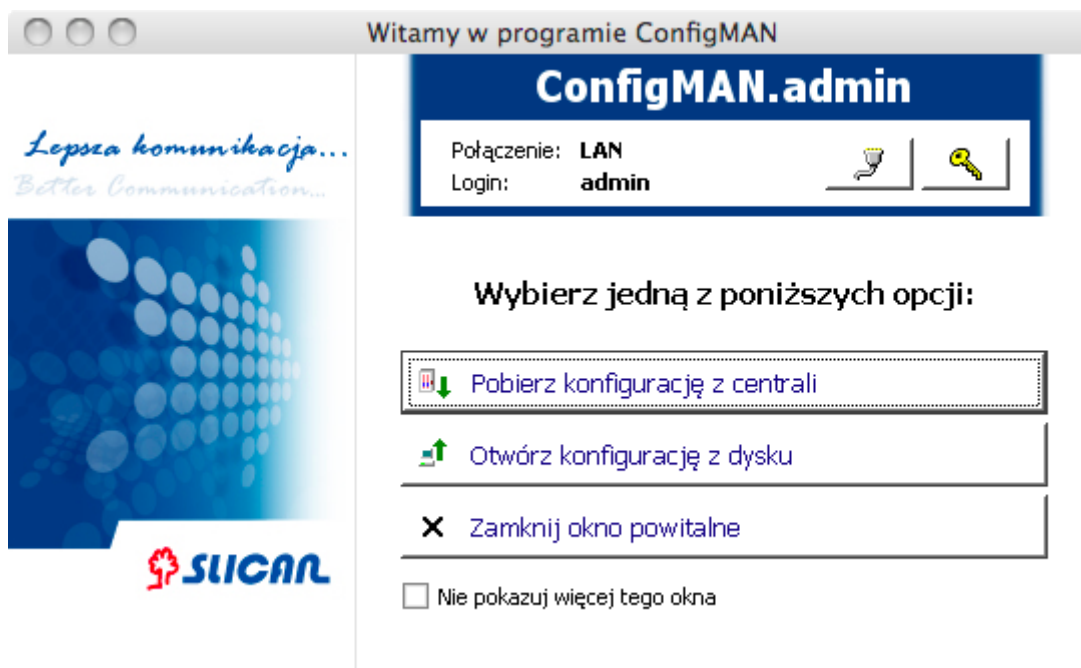 Witamy w programie ConfigMAN
Lepsza komunikacja...
Better Communication...
SLICAN
ConfigMAN.admin
Połączenie: LAN
Login: admin
Wybierz jedną z poniższych opcji:
Pobierz konfigurację z centrali
Otwórz konfigurację z dysku
Zamknij okno powitalne
Nie pokazuj więcej tego okna